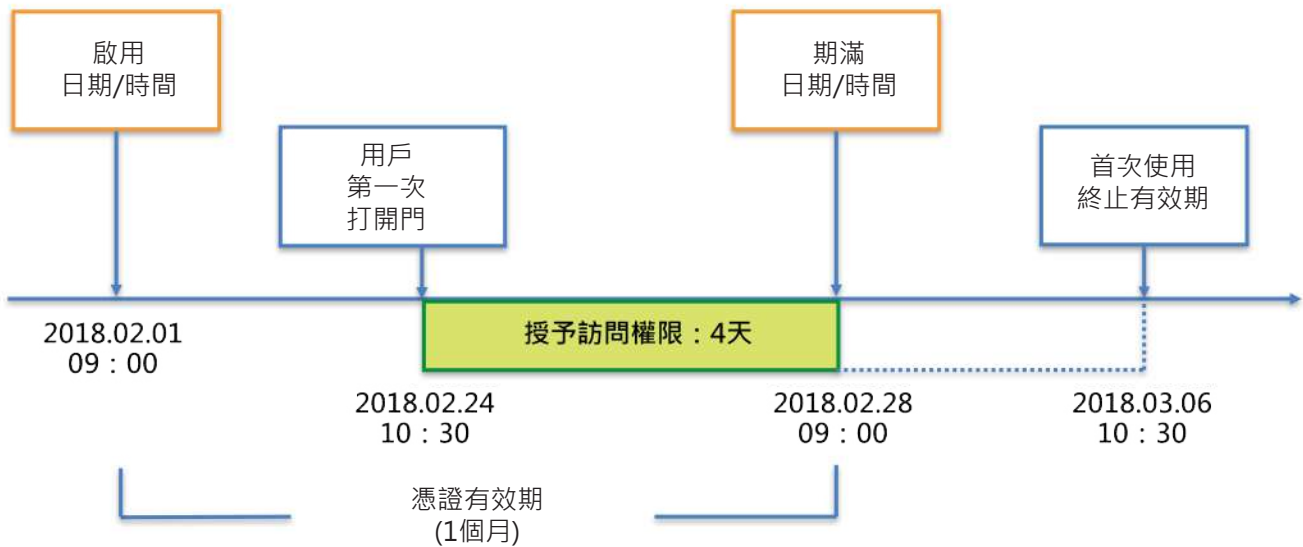 啟用
日期/時間
期滿
日期/時間
用戶
第一次
打開門
首次使用
終止有效期
授予訪問權限：4天
2018.02.01
09：00
2018.02.24
10：30
2018.02.28
09：00
2018.03.06
10：30
憑證有效期
(1個月)